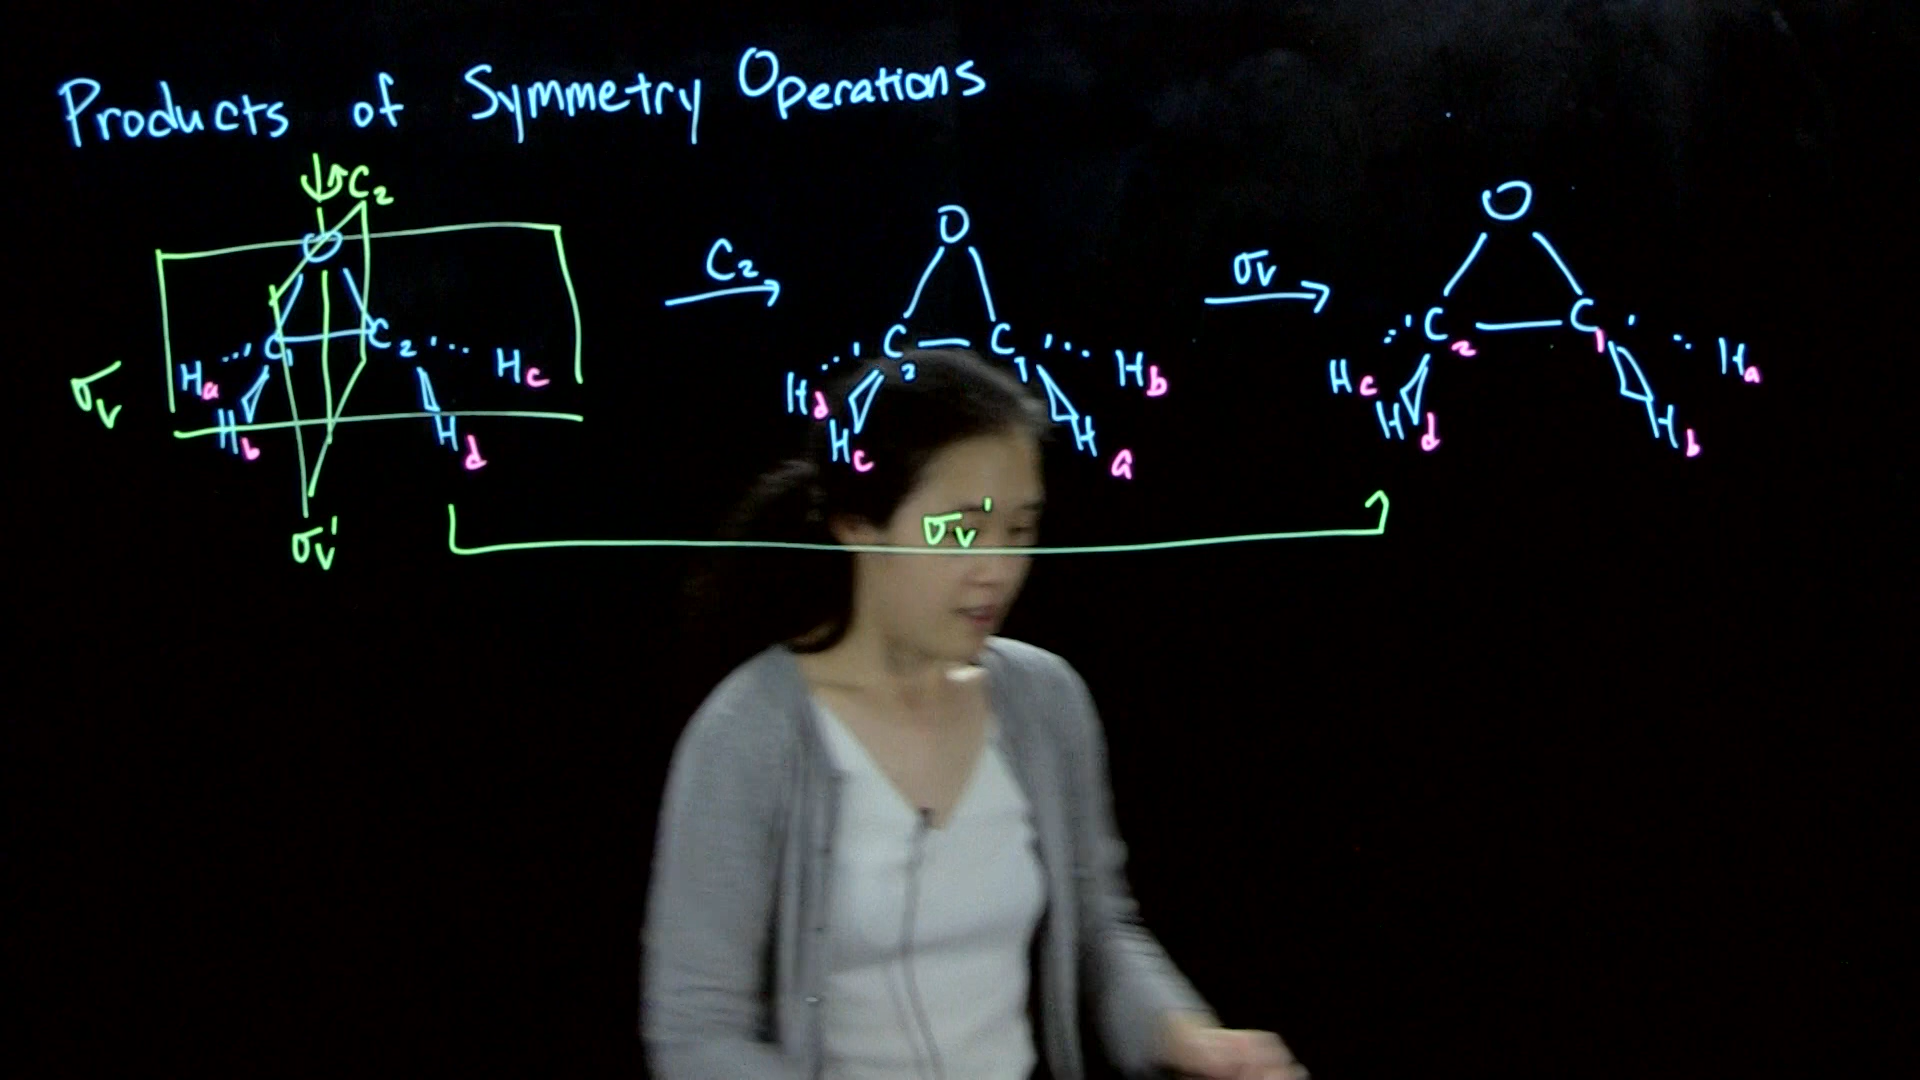 Products of Symmetry Operations
C₂
O
C₁ C₂
Ha Hc
Hb Hd
σv
σv'
C₂
O
C₂ C₁
Hd Hb
Hc Ha
σv
O
C₂ C₁
Hc Ha
Hd Hb
σv'